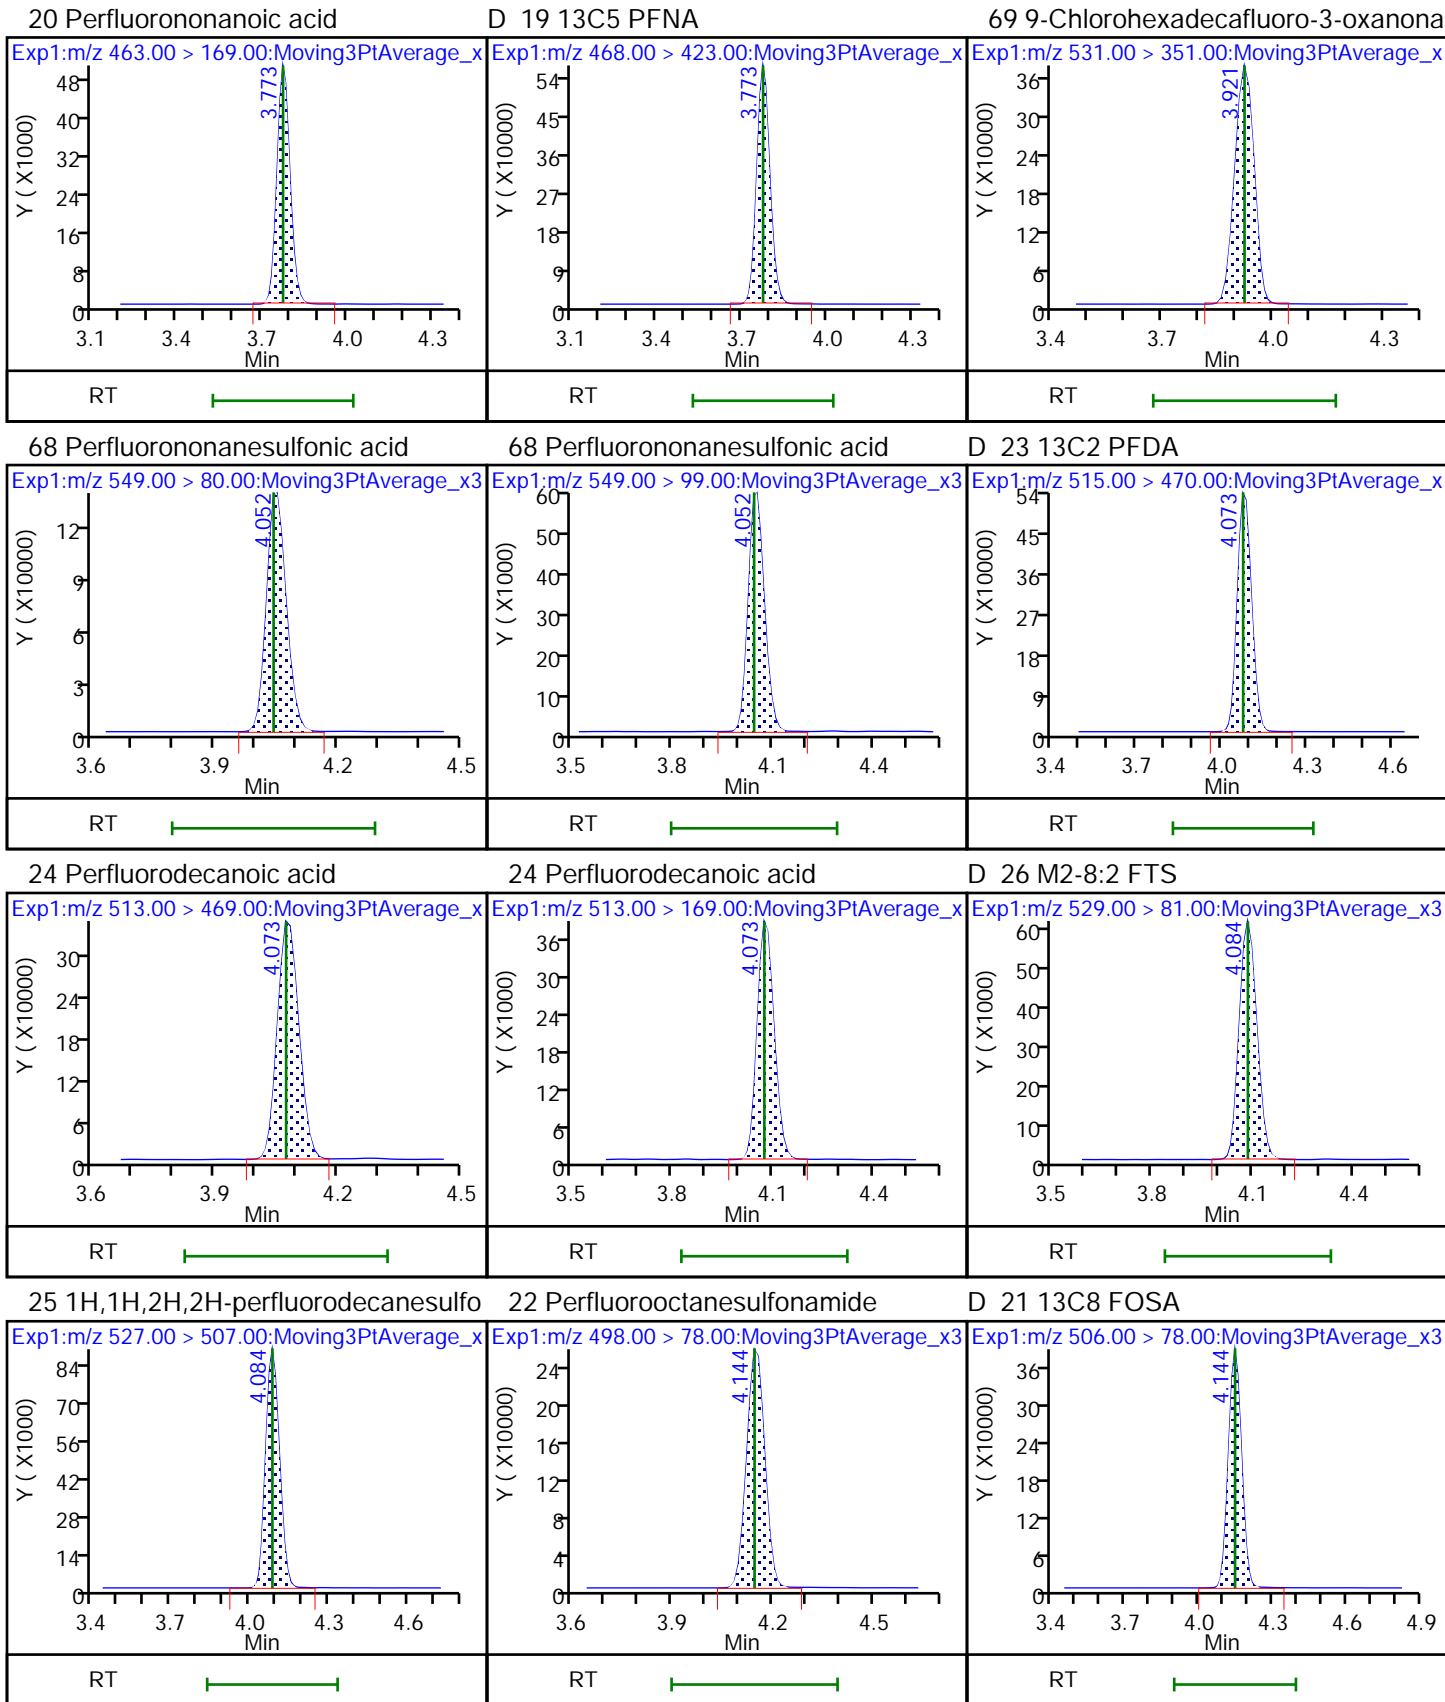 20 Perfluorononanoic acid
Exp1:m/z 463.00 > 169.00:Moving3PtAverage_x
3.773
Y ( X1000)
48
40
32
24
16
8
0
3.1 3.4 3.7 4.0 4.3
Min
RT
D 19 13C5 PFNA
Exp1:m/z 468.00 > 423.00:Moving3PtAverage_x
3.773
Y ( X10000)
54
45
36
27
18
9
0
3.1 3.4 3.7 4.0 4.3
Min
RT
69 9-Chlorohexadecafluoro-3-oxanona
Exp1:m/z 531.00 > 351.00:Moving3PtAverage_x
3.921
Y ( X10000)
36
30
24
18
12
6
0
3.4 3.7 4.0 4.3
Min
RT
68 Perfluorononanesulfonic acid
Exp1:m/z 549.00 > 80.00:Moving3PtAverage_x3
4.052
Y ( X10000)
12
9
6
3
0
3.6 3.9 4.2 4.5
Min
RT
68 Perfluorononanesulfonic acid
Exp1:m/z 549.00 > 99.00:Moving3PtAverage_x3
4.052
Y ( X1000)
60
50
40
30
20
10
0
3.5 3.8 4.1 4.4
Min
RT
D 23 13C2 PFDA
Exp1:m/z 515.00 > 470.00:Moving3PtAverage_x
4.073
Y ( X10000)
54
45
36
27
18
9
0
3.4 3.7 4.0 4.3 4.6
Min
RT
24 Perfluorodecanoic acid
Exp1:m/z 513.00 > 469.00:Moving3PtAverage_x
4.073
Y ( X10000)
30
24
18
12
6
0
3.6 3.9 4.2 4.5
Min
RT
24 Perfluorodecanoic acid
Exp1:m/z 513.00 > 169.00:Moving3PtAverage_x
4.073
Y ( X1000)
36
30
24
18
12
6
0
3.5 3.8 4.1 4.4
Min
RT
D 26 M2-8:2 FTS
Exp1:m/z 529.00 > 81.00:Moving3PtAverage_x3
4.084
Y ( X1000)
60
50
40
30
20
10
0
3.5 3.8 4.1 4.4
Min
RT
25 1H,1H,2H,2H-perfluorodecanesulfo
Exp1:m/z 527.00 > 507.00:Moving3PtAverage_x
4.084
Y ( X1000)
84
70
56
42
28
14
0
3.4 3.7 4.0 4.3 4.6
Min
RT
22 Perfluorooctanesulfonamide
Exp1:m/z 498.00 > 78.00:Moving3PtAverage_x3
4.144
Y ( X10000)
24
20
16
12
8
4
0
3.6 3.9 4.2 4.5
Min
RT
D 21 13C8 FOSA
Exp1:m/z 506.00 > 78.00:Moving3PtAverage_x3
4.144
Y ( X10000)
36
30
24
18
12
6
0
3.4 3.7 4.0 4.3 4.6 4.9
Min
RT